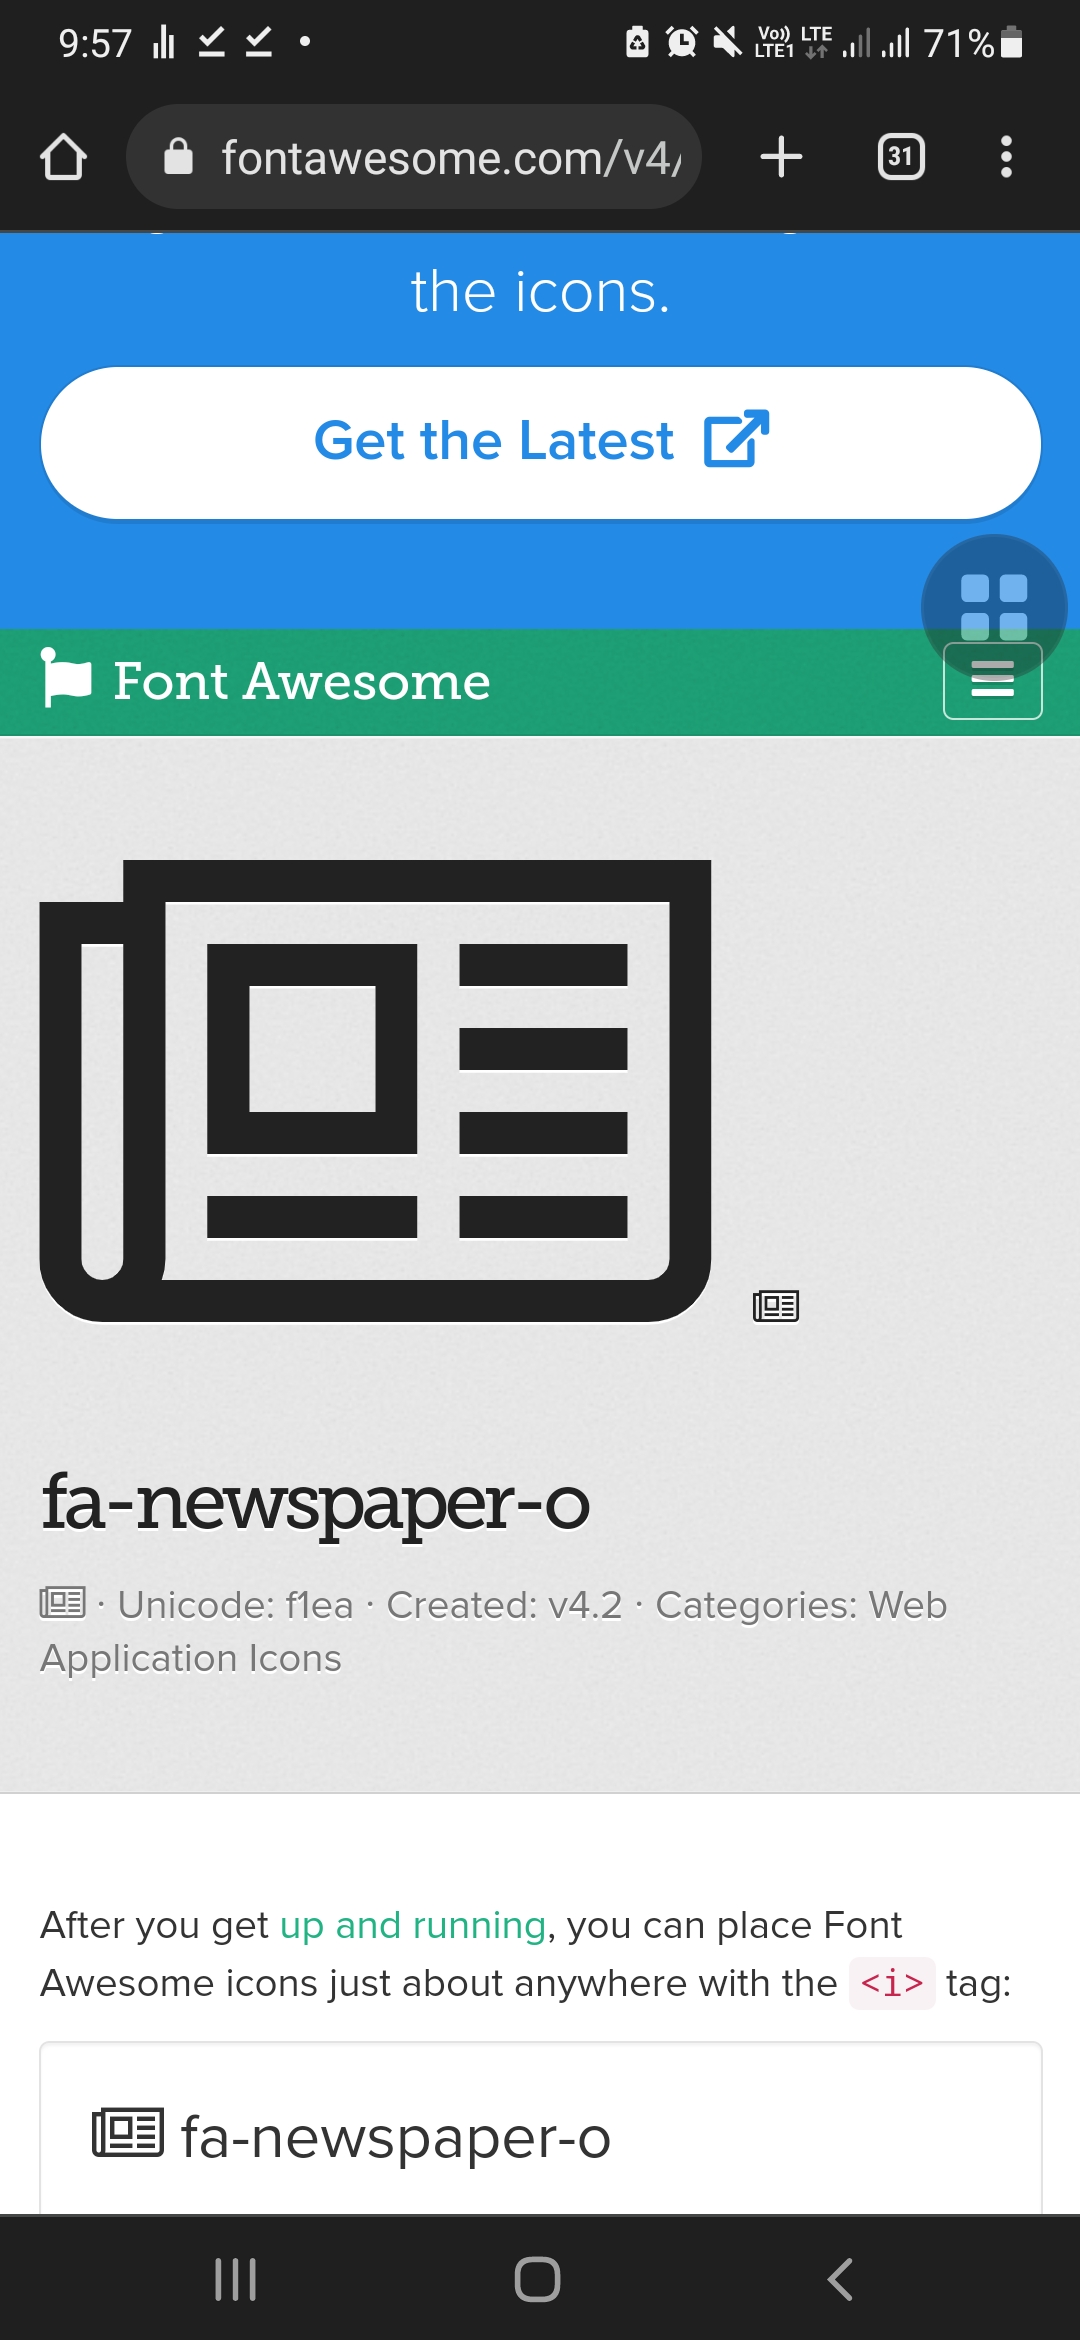 9:57
Vo)) LTE
LTE1
71%
fontawesome.com/v4/
31
the icons.
Get the Latest
Font Awesome
fa-newspaper-o
· Unicode: f1ea · Created: v4.2 · Categories: Web
Application Icons
After you get up and running, you can place Font
Awesome icons just about anywhere with the <i> tag:
fa-newspaper-o